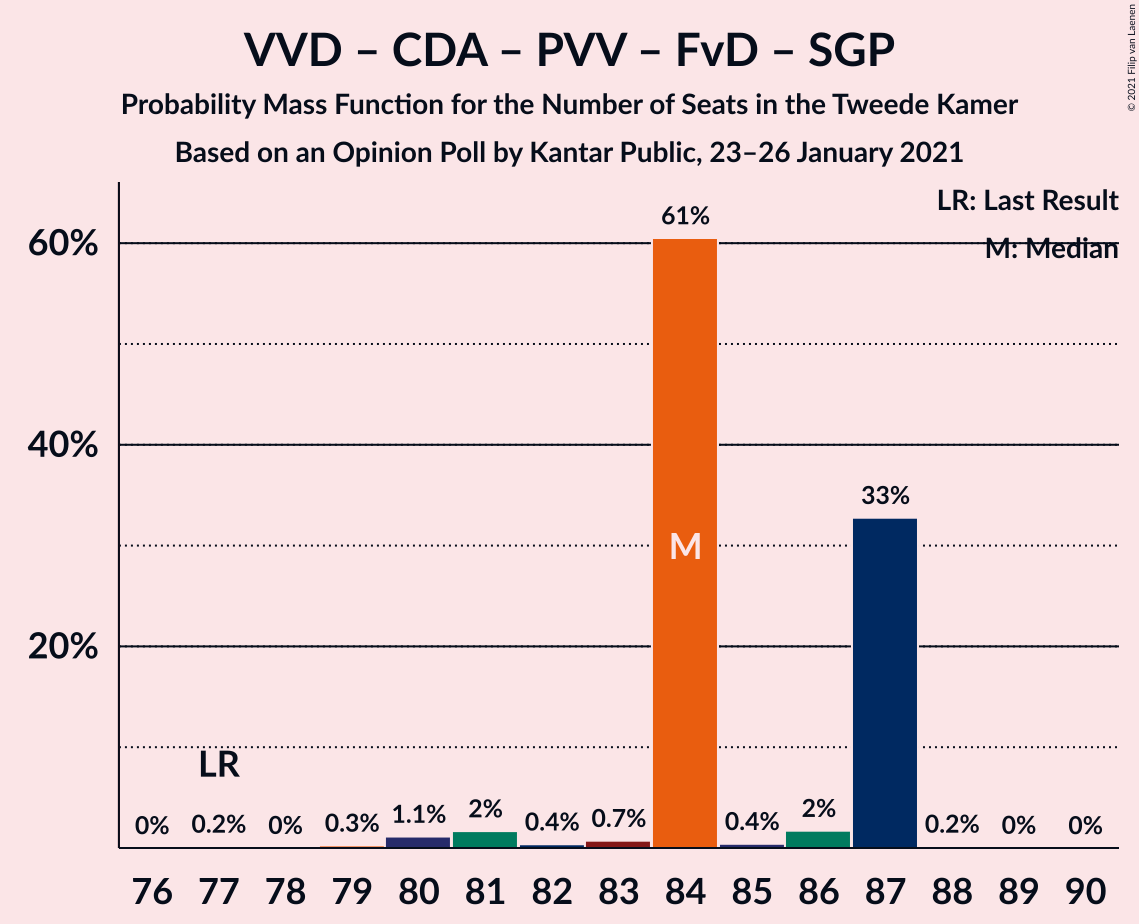 VVD – CDA – PVV – FvD – SGP
Probability Mass Function for the Number of Seats in the Tweede Kamer
Based on an Opinion Poll by Kantar Public, 23–26 January 2021
© 2021 Filip van Laenen
LR: Last Result
M: Median
60%
40%
20%
61%
33%
M
LR
0% 0.2% 0% 0.3% 1.1% 2% 0.4% 0.7% 0.4% 2% 0.2% 0% 0%
76 77 78 79 80 81 82 83 84 85 86 87 88 89 90